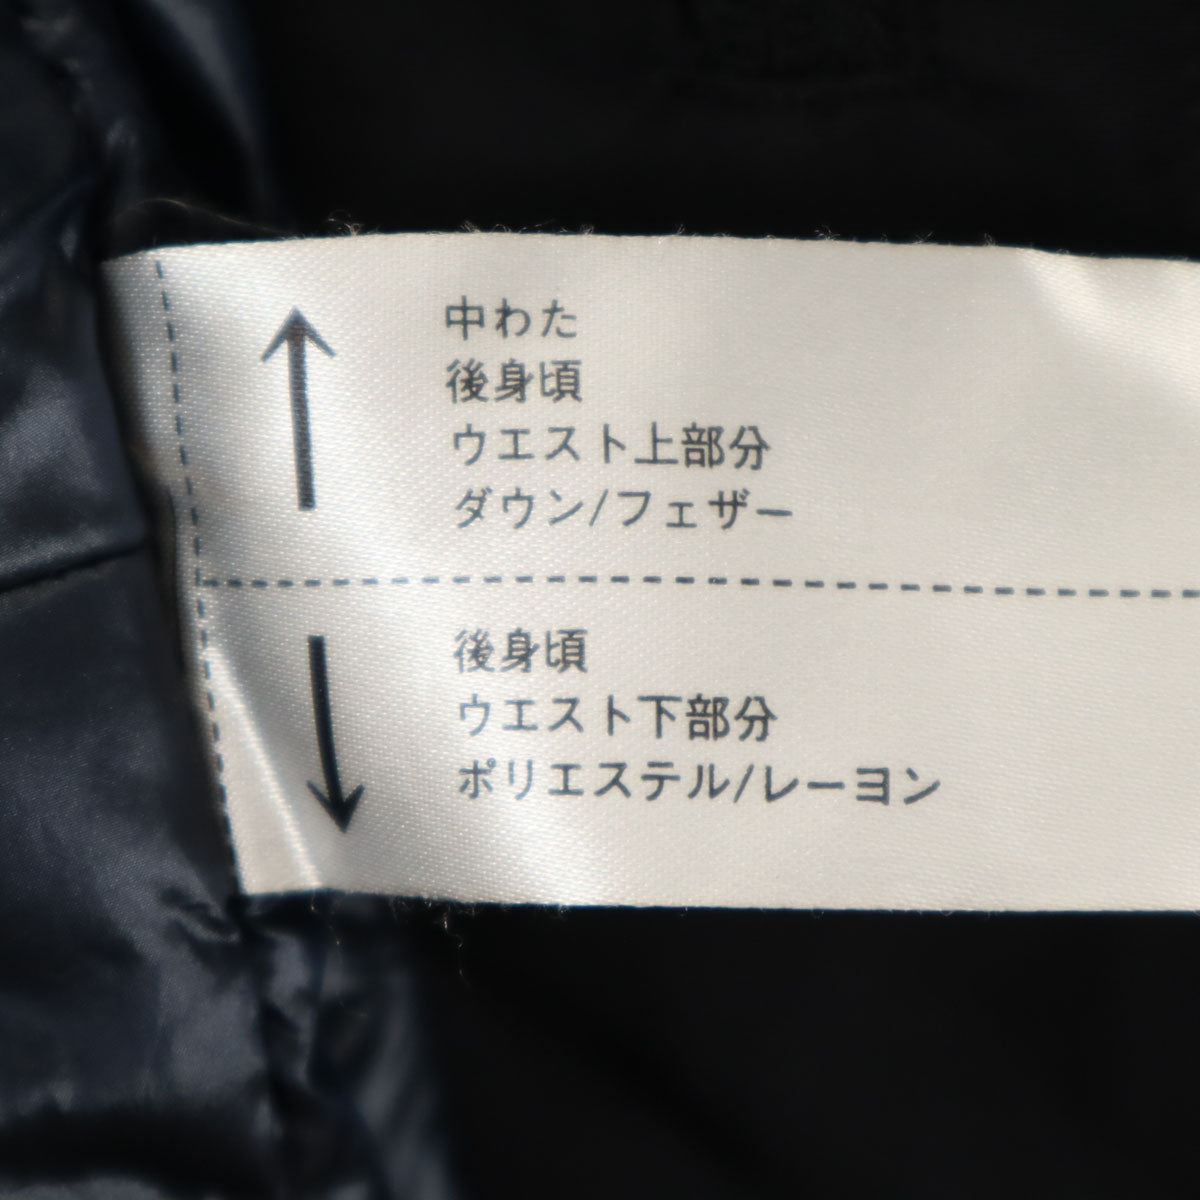 中わた
後身頃
ウエスト上部分
ダウン/フェザー
後身頃
ウエスト下部分
ポリエステル/レーヨン